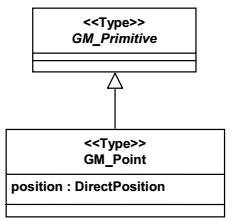 <<Type>>
GM_Primitive
<<Type>>
GM_Point
position : DirectPosition